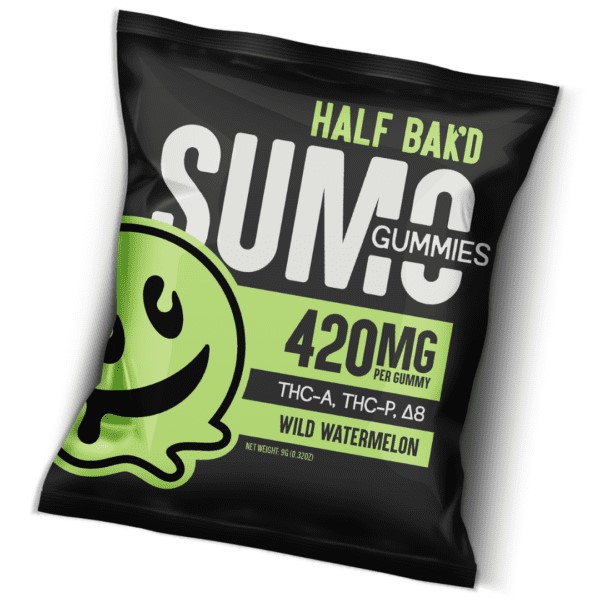 HALF BAK'D
SUMO
GUMMIES
420MG
PER GUMMY
THC-A, THC-P, Δ8
WILD WATERMELON
NET WEIGHT: 9G (0.32OZ)